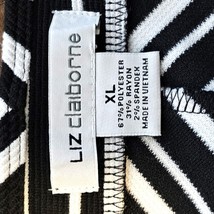 LIZ claiborne
XL
67% POLYESTER
31% RAYON
2% SPANDEX
MADE IN VIETNAM